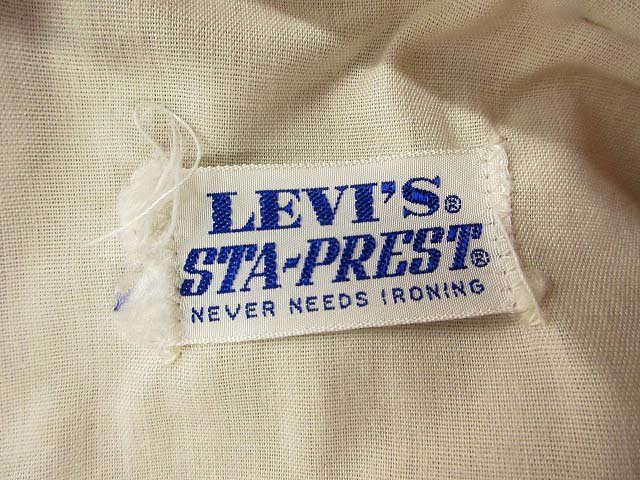 LEVI'S®
STA-PREST®
NEVER NEEDS IRONING